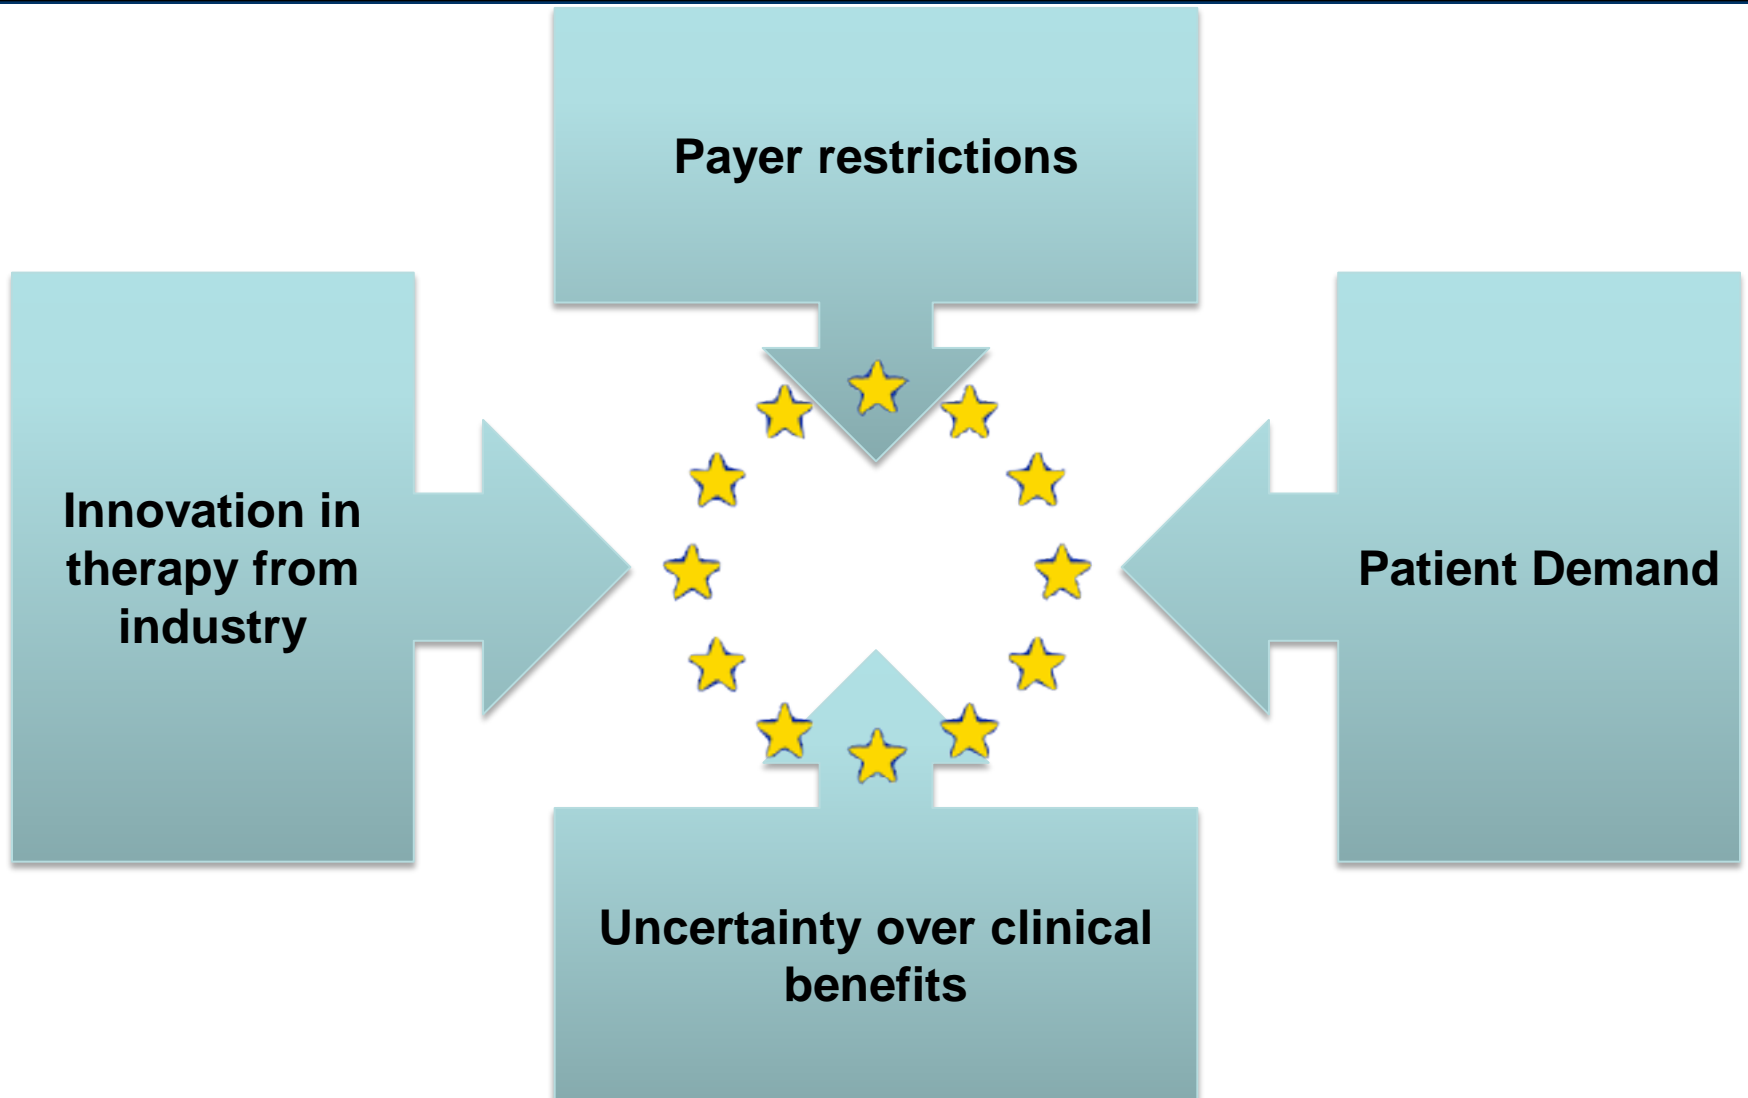 Payer restrictions
Innovation in
therapy from
industry
Patient Demand
Uncertainty over clinical
benefits